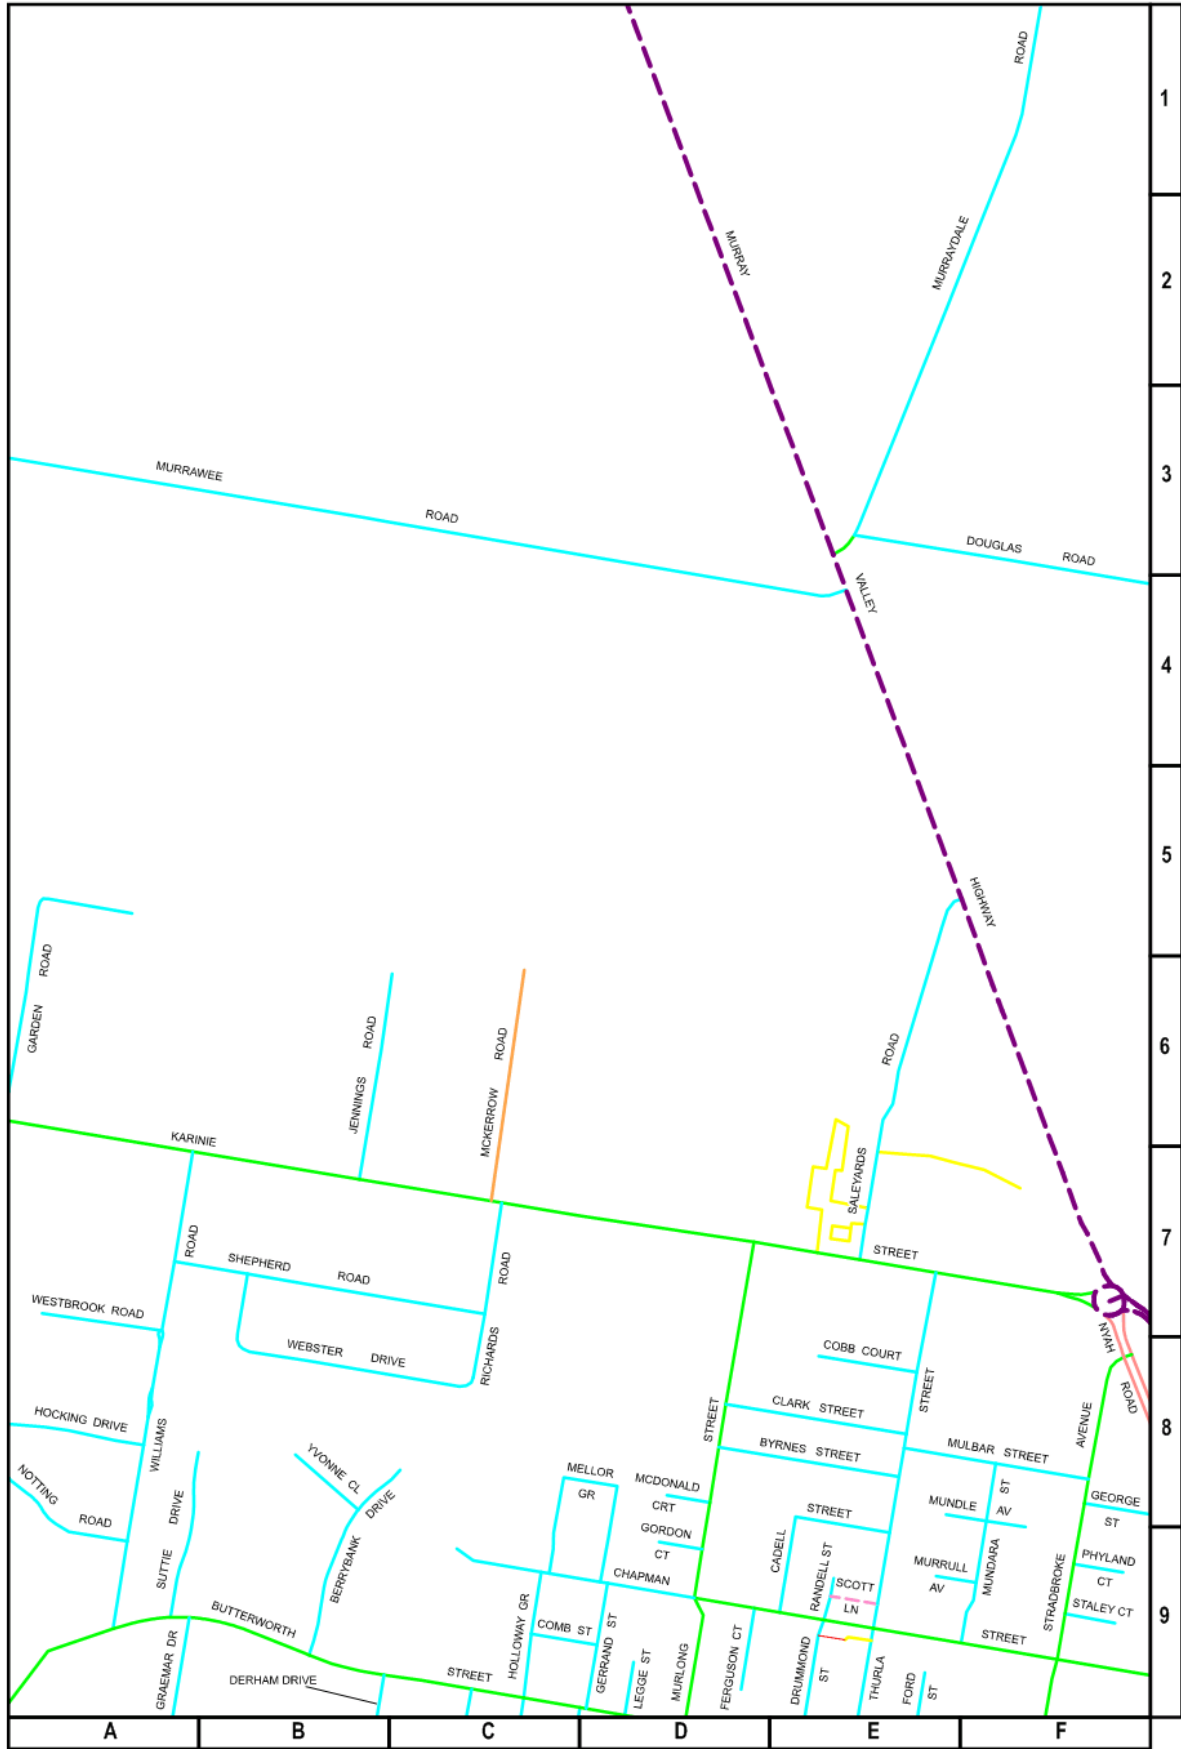 ROAD
1
MURRAY
MURRAYDALE
2
MURRAWEE
ROAD
3
DOUGLAS ROAD
VALLEY
4
5
HIGHWAY
GARDEN ROAD
JENNINGS ROAD
MCKERROW ROAD
ROAD
6
KARINIE
SALEYARDS
STREET
7
ROAD
SHEPHERD ROAD
ROAD
WESTBROOK ROAD
WEBSTER DRIVE
RICHARDS
COBB COURT
STREET
NYAH
ROAD
HOCKING DRIVE
WILLIAMS
STREET
CLARK STREET
BYRNES STREET
MULBAR STREET
AVENUE
8
NOTTING
ROAD
SUTTIE DRIVE
YVONNE CL
DRIVE
BERRYBANK
MELLOR
GR
MCDONALD
CRT
GORDON
CT
STREET
CADELL
RANDELL ST
MUNDLE
AV
ST
MUNDARA
GEORGE
ST
MURRULL
AV
PHYLAND
CT
STRADBROKE
STALEY CT
CHAPMAN
SCOTT
LN
9
BUTTERWORTH
GRAEMAR DR
DERHAM DRIVE
STREET
HOLLOWAY GR
COMB ST
GERRAND ST
LEGGE ST
MURLONG
FERGUSON CT
DRUMMOND
ST
THURLA
FORD
ST
STREET
A B C D E F